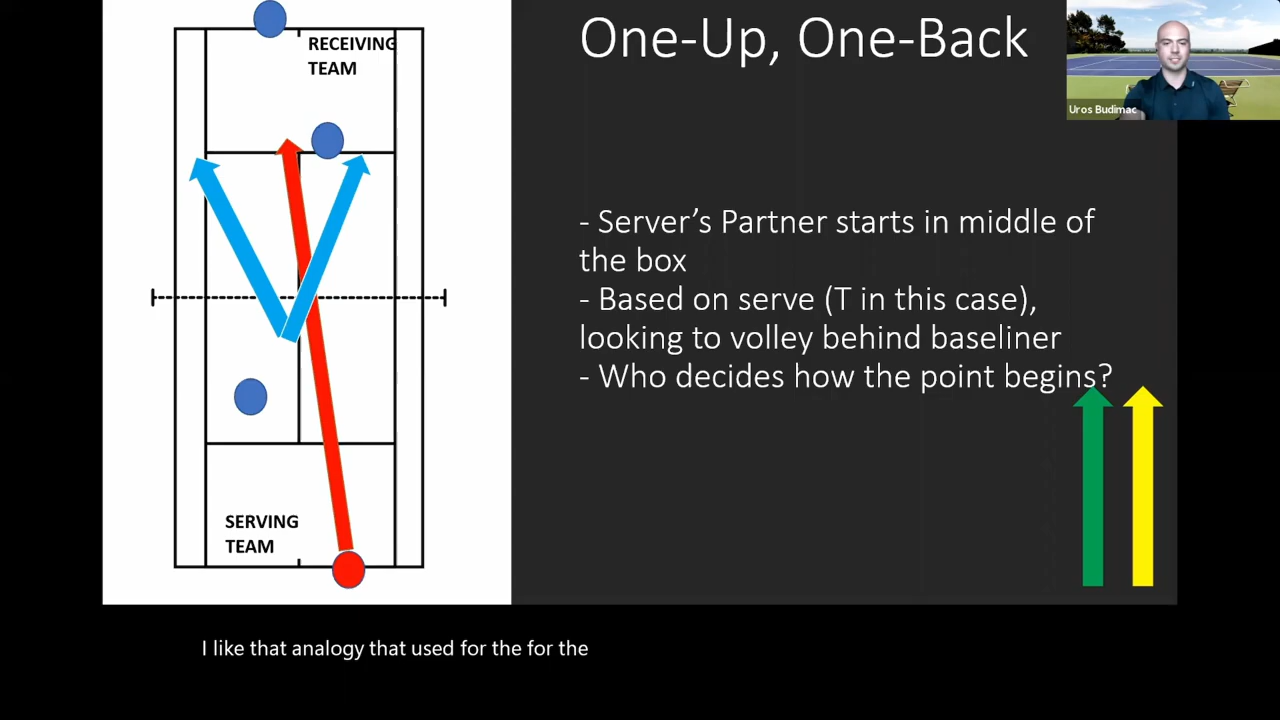 One-Up, One-Back
RECEIVING
TEAM
Uros Budimac
- Server’s Partner starts in middle of
the box
- Based on serve (T in this case),
looking to volley behind baseliner
- Who decides how the point begins?
SERVING
TEAM
I like that analogy that used for the for the